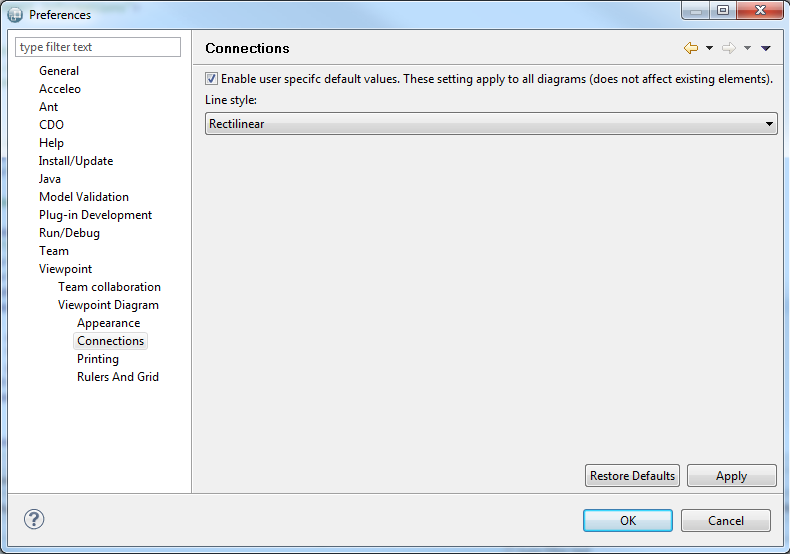 Preferences
type filter text
General
Acceleo
Ant
CDO
Help
Install/Update
Java
Model Validation
Plug-in Development
Run/Debug
Team
Viewpoint
Team collaboration
Viewpoint Diagram
Appearance
Connections
Printing
Rulers And Grid
Connections
Enable user specifc default values. These setting apply to all diagrams (does not affect existing elements).
Line style:
Rectilinear
Restore Defaults
Apply
OK
Cancel